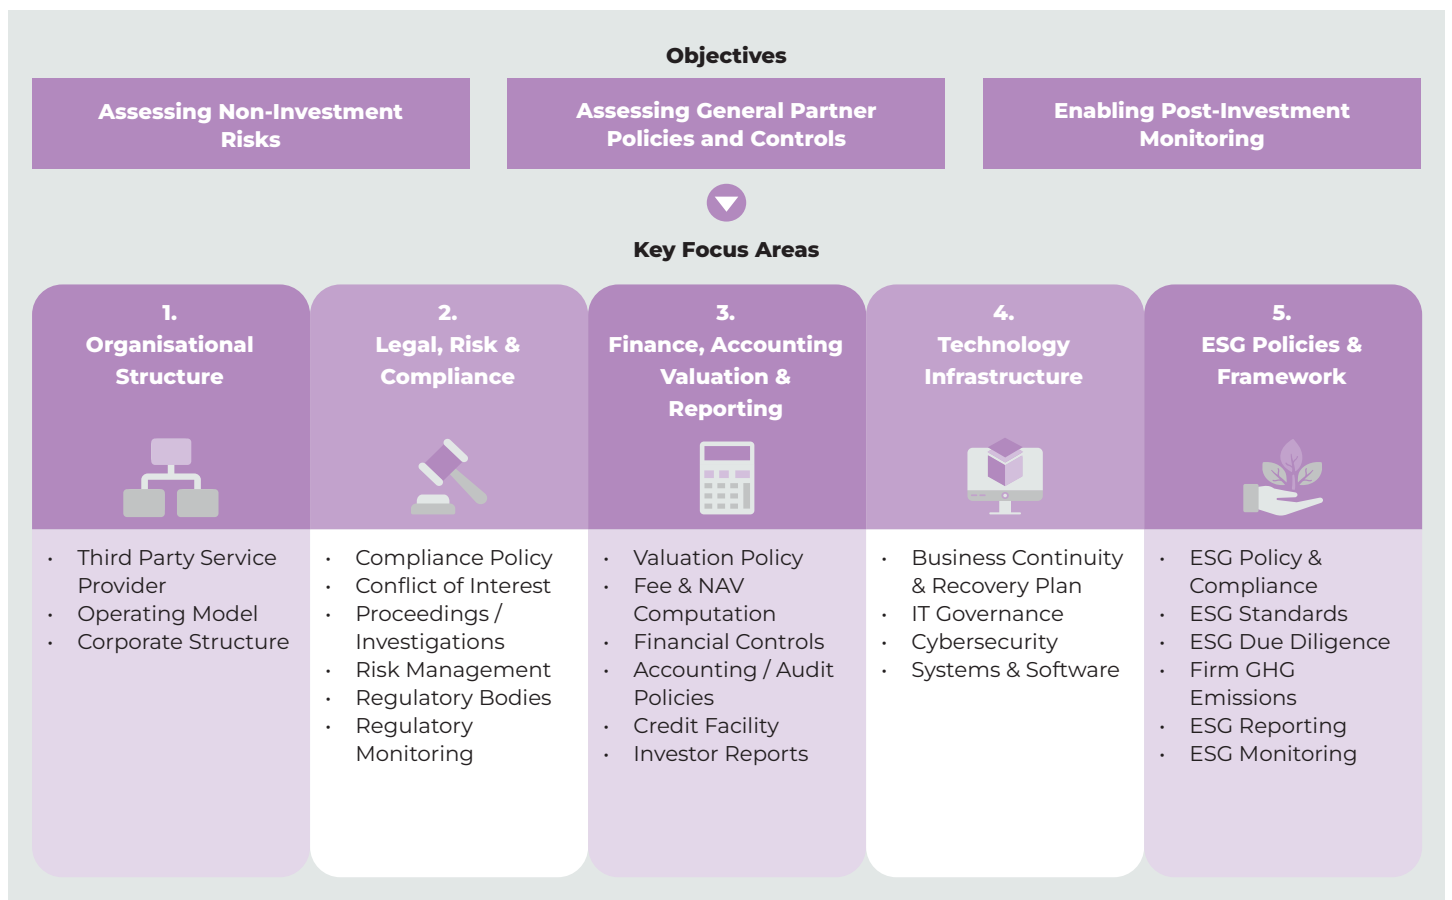 Objectives
Assessing Non-Investment
Risks
Assessing General Partner
Policies and Controls
Enabling Post-Investment
Monitoring
Key Focus Areas
1.
Organisational
Structure
• Third Party Service
Provider
• Operating Model
• Corporate Structure
2.
Legal, Risk &
Compliance
• Compliance Policy
• Conflict of Interest
• Proceedings /
Investigations
• Risk Management
• Regulatory Bodies
• Regulatory
Monitoring
3.
Finance, Accounting
Valuation &
Reporting
• Valuation Policy
• Fee & NAV
Computation
• Financial Controls
• Accounting / Audit
Policies
• Credit Facility
• Investor Reports
4.
Technology
Infrastructure
• Business Continuity
& Recovery Plan
• IT Governance
• Cybersecurity
• Systems & Software
5.
ESG Policies &
Framework
• ESG Policy &
Compliance
• ESG Standards
• ESG Due Diligence
• Firm GHG
Emissions
• ESG Reporting
• ESG Monitoring